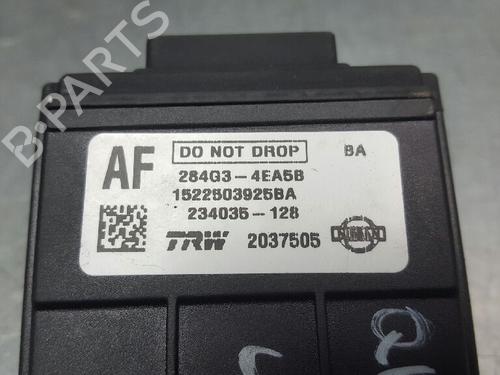 B-PARTS
AF
DO NOT DROP
BA
284G3-4EA5B
1522503925BA
234035-128
TRW
2037505